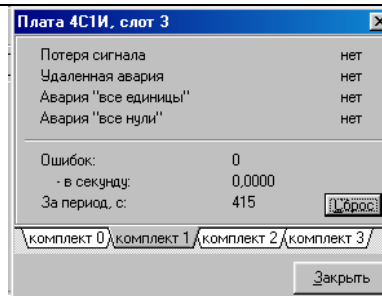 Плата 4С1И, слот 3
Потеря сигнала нет
Удаленная авария нет
Авария "все единицы" нет
Авария "все нули" нет
Ошибок: 0
- в секунду: 0,0000
За период, с: 415 Сброс
комплект 0 комплект 1 комплект 2 комплект 3
Закрыть